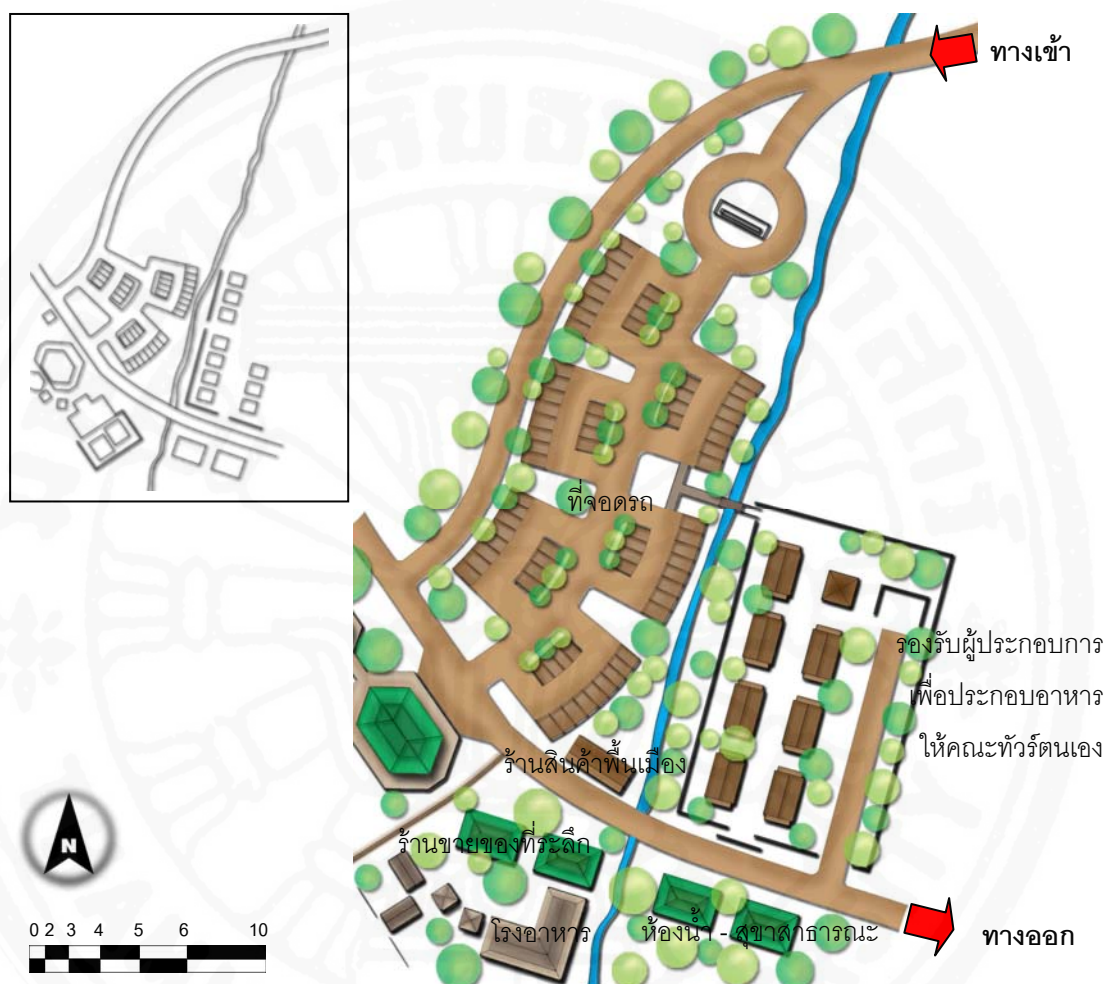 ทางเข้า
ที่จอดรถ
รองรับผู้ประกอบการ
เพื่อประกอบอาหาร
ให้คณะทัวร์ตนเอง
ร้านสินค้าพื้นเมือง
ร้านขายของที่ระลึก
N
โรงอาหาร
ห้องน้ำ - สุขาสาธารณะ
ทางออก
0 2 3 4 5 6 10